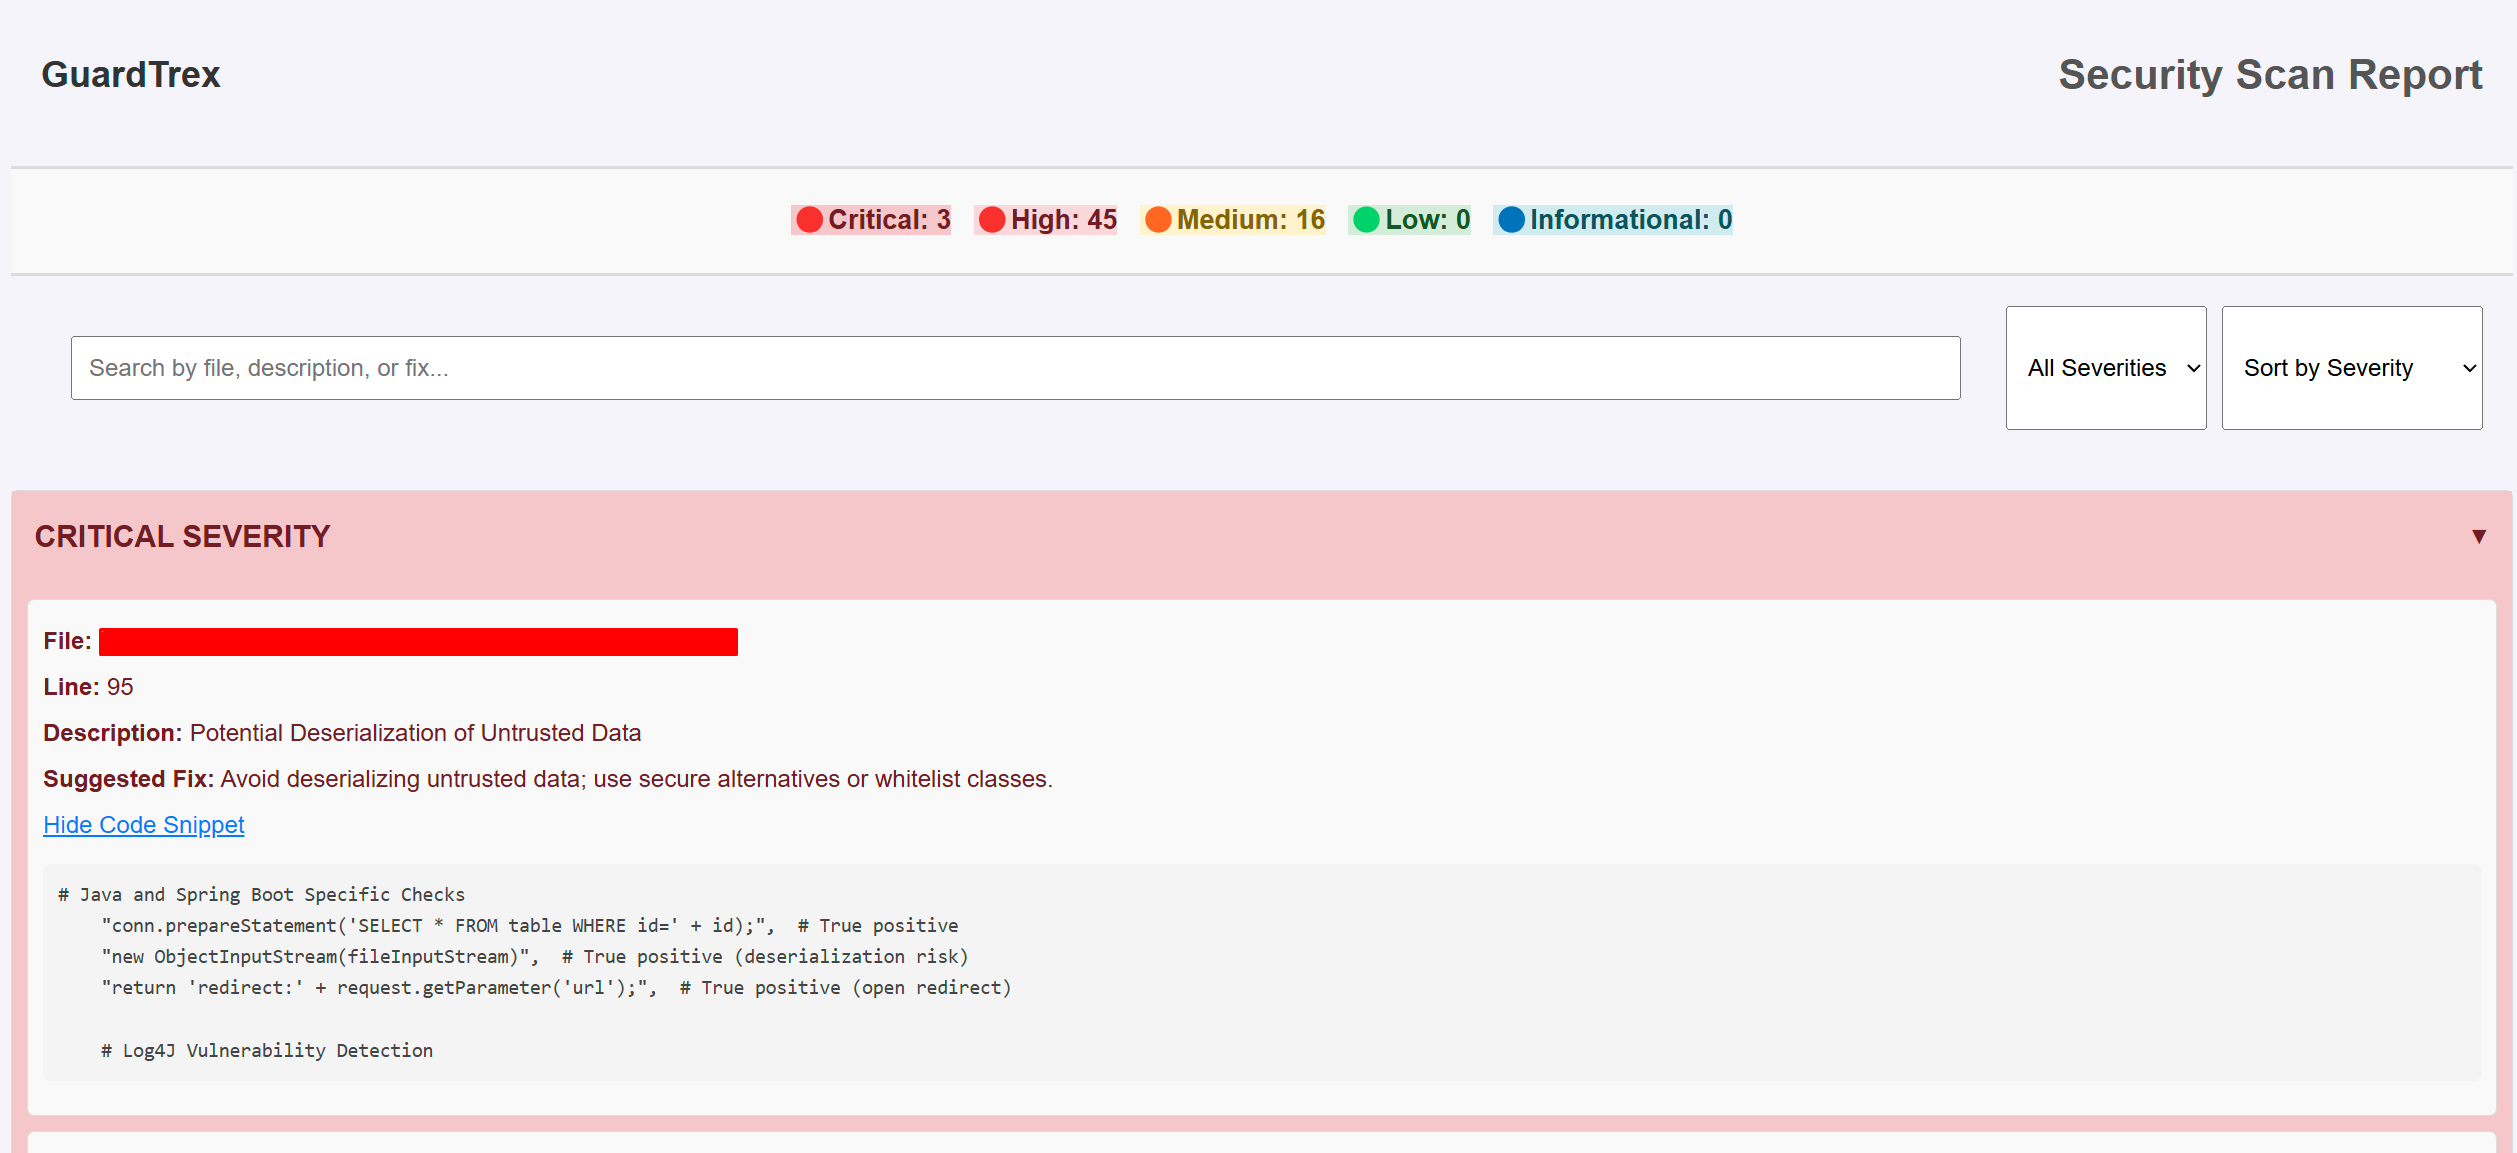 GuardTrex
Security Scan Report
Critical: 3 High: 45 Medium: 16 Low: 0 Informational: 0
Search by file, description, or fix...
All Severities
Sort by Severity
CRITICAL SEVERITY
▼
File:
Line: 95
Description: Potential Deserialization of Untrusted Data
Suggested Fix: Avoid deserializing untrusted data; use secure alternatives or whitelist classes.
Hide Code Snippet
# Java and Spring Boot Specific Checks
    "conn.prepareStatement('SELECT * FROM table WHERE id=' + id);",  # True positive
    "new ObjectInputStream(fileInputStream)",  # True positive (deserialization risk)
    "return 'redirect:' + request.getParameter('url');",  # True positive (open redirect)
    # Log4J Vulnerability Detection